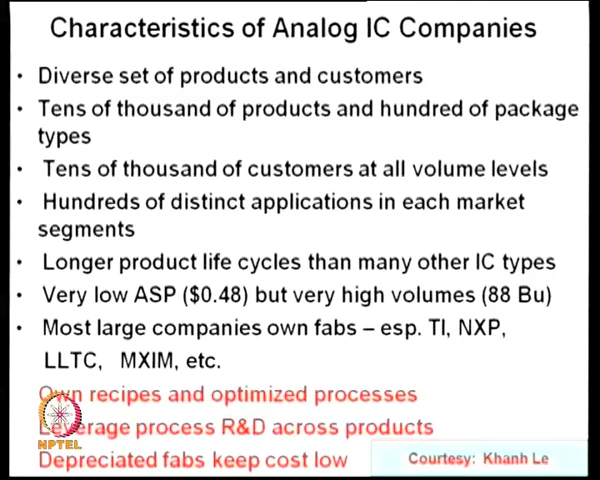 Characteristics of Analog IC Companies
• Diverse set of products and customers
• Tens of thousand of products and hundred of package
types
• Tens of thousand of customers at all volume levels
• Hundreds of distinct applications in each market
segments
• Longer product life cycles than many other IC types
• Very low ASP ($0.48) but very high volumes (88 Bu)
• Most large companies own fabs – esp. TI, NXP,
LLTC, MXIM, etc.
Own recipes and optimized processes
Leverage process R&D across products
Depreciated fabs keep cost low
NPTEL
Courtesy: Khanh Le